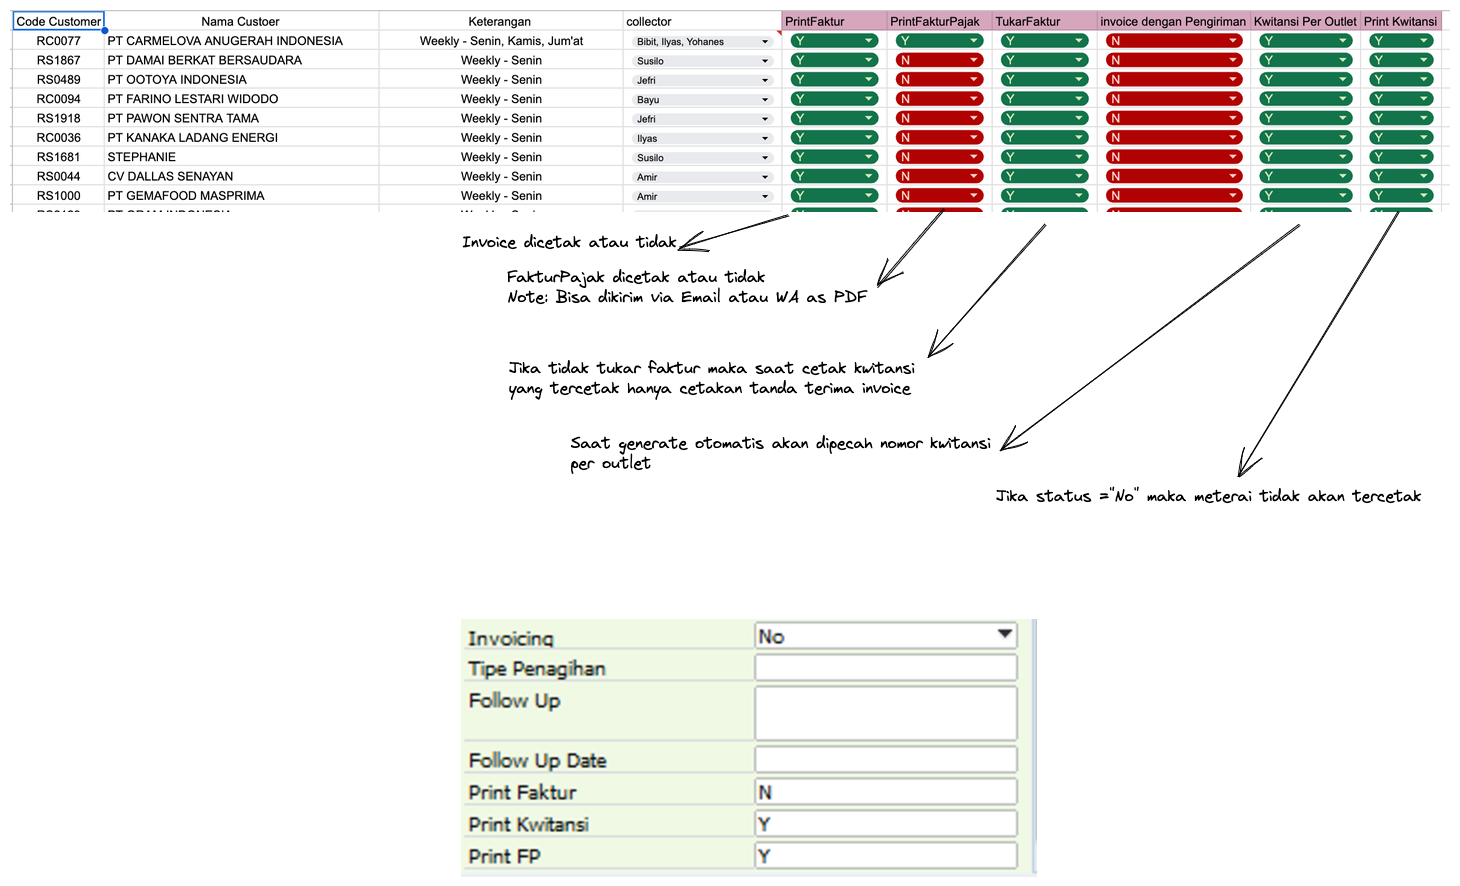 Code Customer Nama Custoer Keterangan collector PrintFaktur PrintFakturPajak TukarFaktur invoice dengan Pengiriman Kwitansi Per Outlet Print Kwitansi
RC0077 PT CARMELOVA ANUGERAH INDONESIA Weekly - Senin, Kamis, Jum'at Bibit, Ilyas, Yohanes Y Y Y N Y Y
RS1867 PT DAMAI BERKAT BERSAUDARA Weekly - Senin Susilo Y N Y N Y Y
RS0489 PT OOTOYA INDONESIA Weekly - Senin Jefri Y N Y N Y Y
RC0094 PT FARINO LESTARI WIDODO Weekly - Senin Bayu Y N Y N Y Y
RS1918 PT PAWON SENTRA TAMA Weekly - Senin Jefri Y N Y N Y Y
RC0036 PT KANAKA LADANG ENERGI Weekly - Senin Ilyas Y N Y N Y Y
RS1681 STEPHANIE Weekly - Senin Susilo Y N Y N Y Y
RS0044 CV DALLAS SENAYAN Weekly - Senin Amir Y N Y N Y Y
RS1000 PT GEMAFOOD MASPRIMA Weekly - Senin Amir Y N Y N Y Y
Invoice dicetak atau tidak
FakturPajak dicetak atau tidak
Note: Bisa dikirim via Email atau WA as PDF
Jika tidak tukar faktur maka saat cetak kwitansi
yang tercetak hanya cetakan tanda terima invoice
Saat generate otomatis akan dipecah nomor kwitansi
per outlet
Jika status ="No" maka meterai tidak akan tercetak
Invoicing No
Tipe Penagihan
Follow Up
Follow Up Date
Print Faktur N
Print Kwitansi Y
Print FP Y